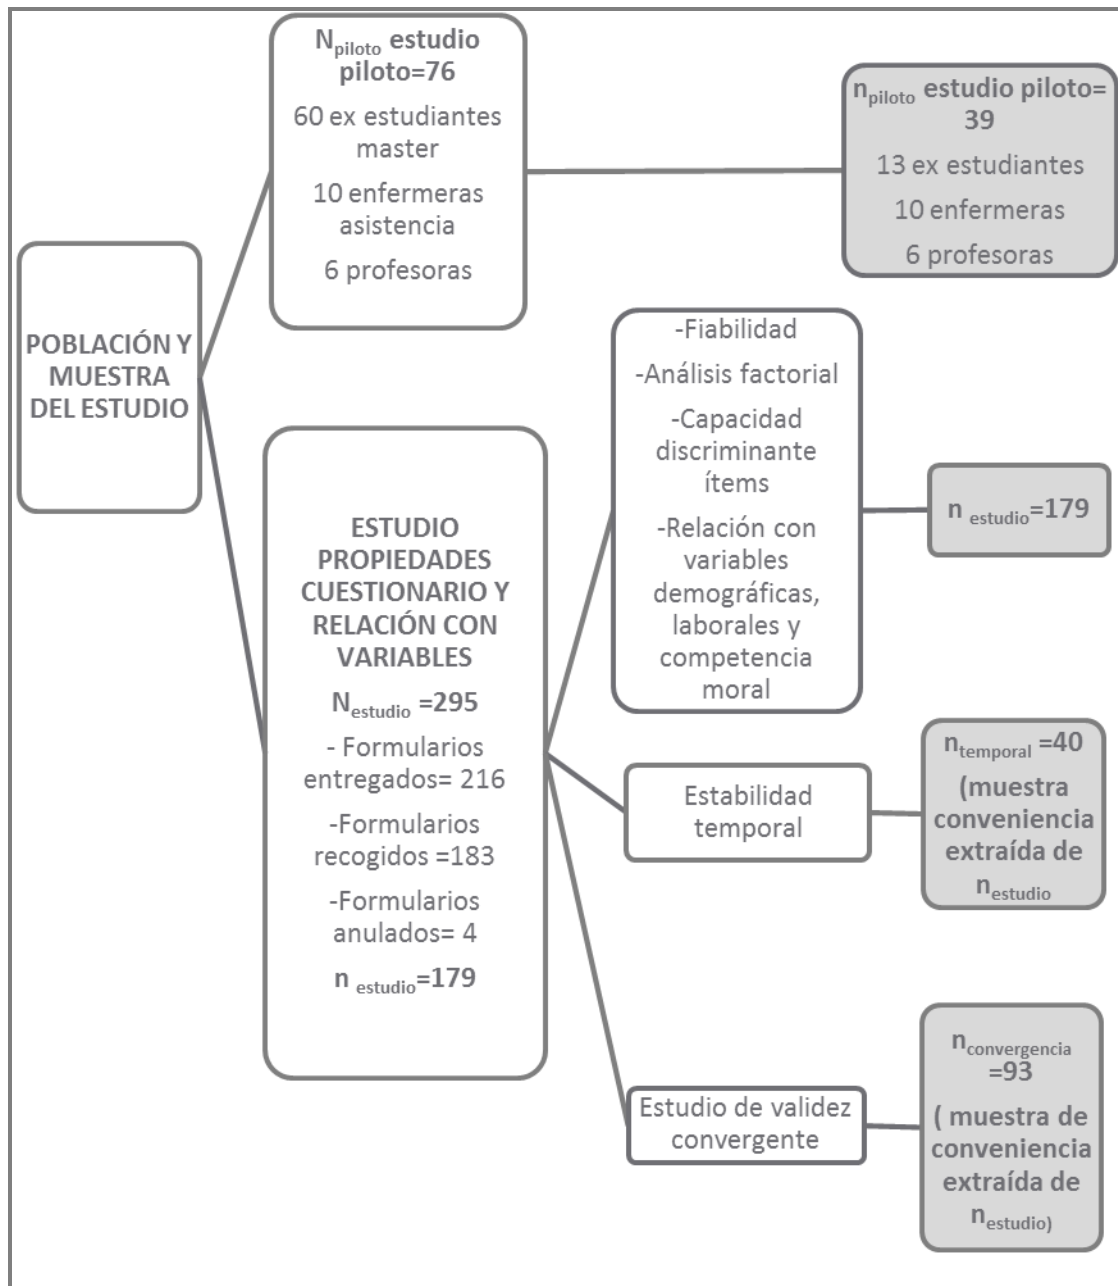 POBLACIÓN Y
MUESTRA
DEL ESTUDIO
Npiloto estudio
piloto=76
60 ex estudiantes
master
10 enfermeras
asistencia
6 profesoras
npiloto estudio piloto=
39
13 ex estudiantes
10 enfermeras
6 profesoras
ESTUDIO
PROPIEDADES
CUESTIONARIO Y
RELACIÓN CON
VARIABLES
Nestudio =295
- Formularios
entregados= 216
-Formularios
recogidos =183
-Formularios
anulados= 4
n estudio=179
-Fiabilidad
-Análisis factorial
-Capacidad
discriminante
ítems
-Relación con
variables
demográficas,
laborales y
competencia
moral
n estudio=179
Estabilidad
temporal
ntemporal =40
(muestra
conveniencia
extraída de
nestudio
Estudio de validez
convergente
nconvergencia
=93
( muestra de
conveniencia
extraída de
nestudio)